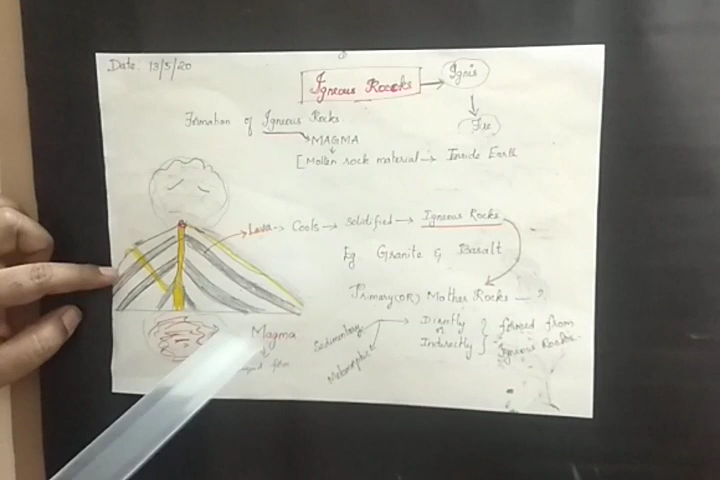 Date 13/5/20
Igneous Rocks → Ignis
Fire
Formation of Igneous Rocks
→ MAGMA
[Molten rock material → Inside Earth
Lava → Cools → Solidified → Igneous Rocks
Eg. Granite & Basalt
Primary (OR) Mother Rocks — ?
Magma
form
Sedimentary
Metamorphic
Directly
or
Indirectly
formed from
Igneous Rocks